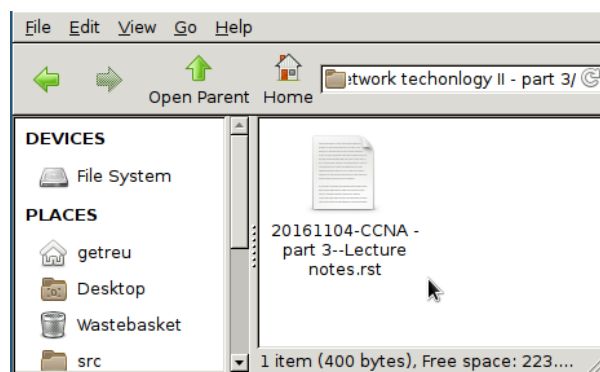 File Edit View Go Help
Open Parent Home
etwork techonlogy II - part 3/
DEVICES
File System
PLACES
getreu
Desktop
Wastebasket
src
20161104-CCNA -
part 3--Lecture
notes.rst
1 item (400 bytes), Free space: 223....